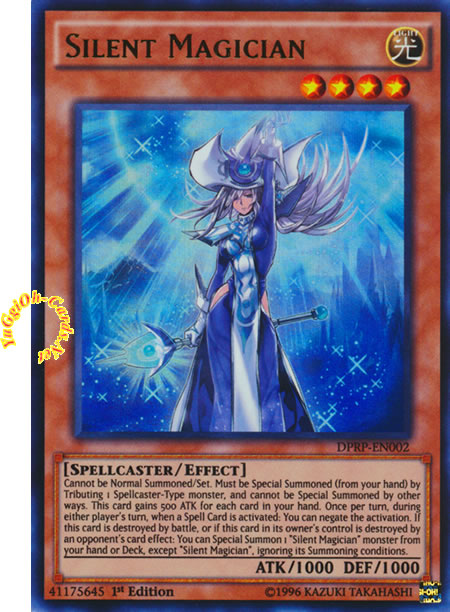 SILENT MAGICIAN
LIGHT
光
YuGiOh-Cards.Net
DPRP-EN002
[SPELLCASTER/EFFECT]
Cannot be Normal Summoned/Set. Must be Special Summoned (from your hand) by
Tributing 1 Spellcaster-Type monster, and cannot be Special Summoned by other
ways. This card gains 500 ATK for each card in your hand. Once per turn, during
either player's turn, when a Spell Card is activated: You can negate the activation. If
this card is destroyed by battle, or if this card in its owner's control is destroyed by
an opponent's card effect: You can Special Summon 1 "Silent Magician" monster from
your hand or Deck, except "Silent Magician", ignoring its Summoning conditions.
ATK/1000 DEF/1000
41175645 1st Edition ©1996 KAZUKI TAKAHASHI